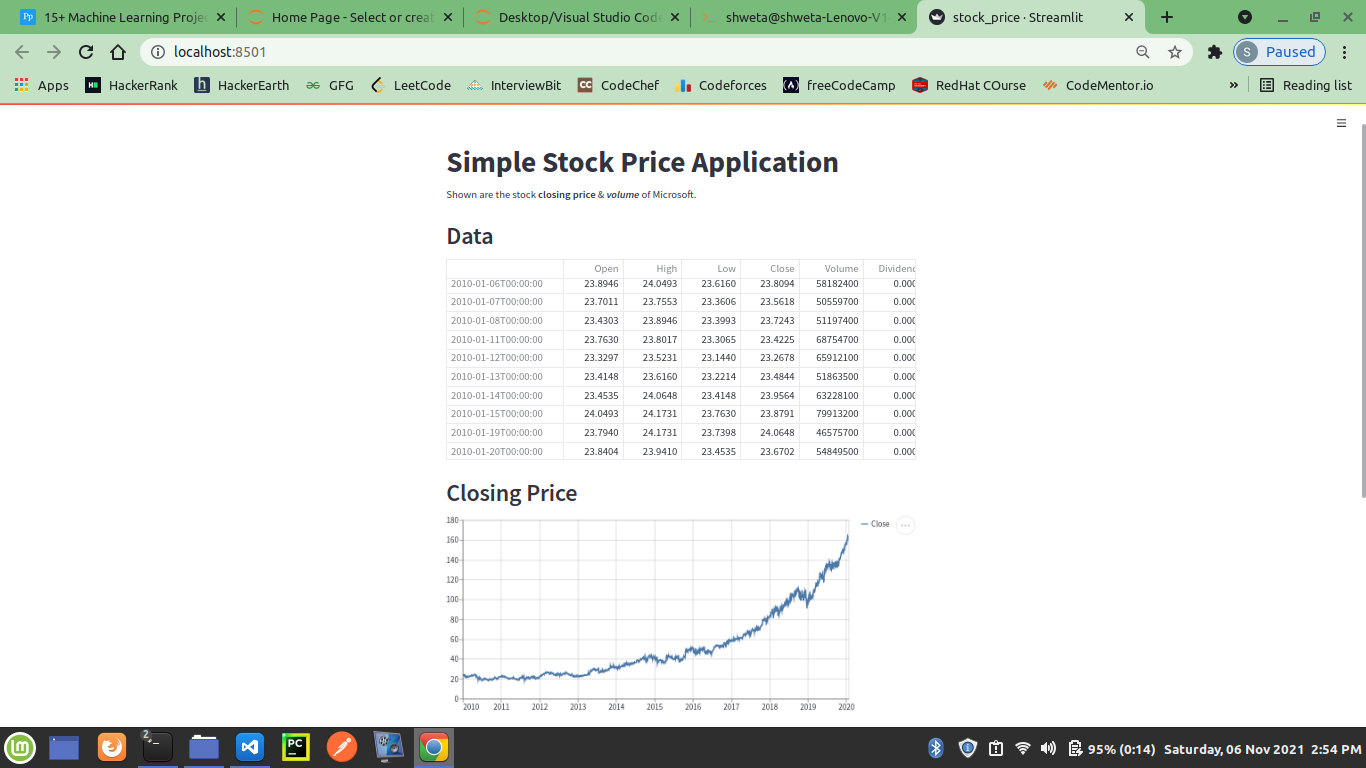 15+ Machine Learning Projec
Home Page - Select or creat
Desktop/Visual Studio Code
shweta@shweta-Lenovo-V1
stock_price · Streamlit
localhost:8501
S Paused
Apps HackerRank HackerEarth GFG LeetCode InterviewBit CodeChef Codeforces freeCodeCamp RedHat COurse CodeMentor.io » Reading list
Simple Stock Price Application
Shown are the stock closing price & volume of Microsoft.
Data
Open High Low Close Volume Dividend
2010-01-06T00:00:00 23.8946 24.0493 23.6160 23.8094 58182400 0.000
2010-01-07T00:00:00 23.7011 23.7553 23.3606 23.5618 50559700 0.000
2010-01-08T00:00:00 23.4303 23.8946 23.3993 23.7243 51197400 0.000
2010-01-11T00:00:00 23.7630 23.8017 23.3065 23.4225 68754700 0.000
2010-01-12T00:00:00 23.3297 23.5231 23.1440 23.2678 65912100 0.000
2010-01-13T00:00:00 23.4148 23.6160 23.2214 23.4844 51863500 0.000
2010-01-14T00:00:00 23.4535 24.0648 23.4148 23.9564 63228100 0.000
2010-01-15T00:00:00 24.0493 24.1731 23.7630 23.8791 79913200 0.000
2010-01-19T00:00:00 23.7940 24.1731 23.7398 24.0648 46575700 0.000
2010-01-20T00:00:00 23.8404 23.9410 23.4535 23.6702 54849500 0.000
Closing Price
Close
180
160
140
120
100
80
60
40
20
0
2010 2011 2012 2013 2014 2015 2016 2017 2018 2019 2020
2
PC
95% (0:14) Saturday, 06 Nov 2021 2:54 PM